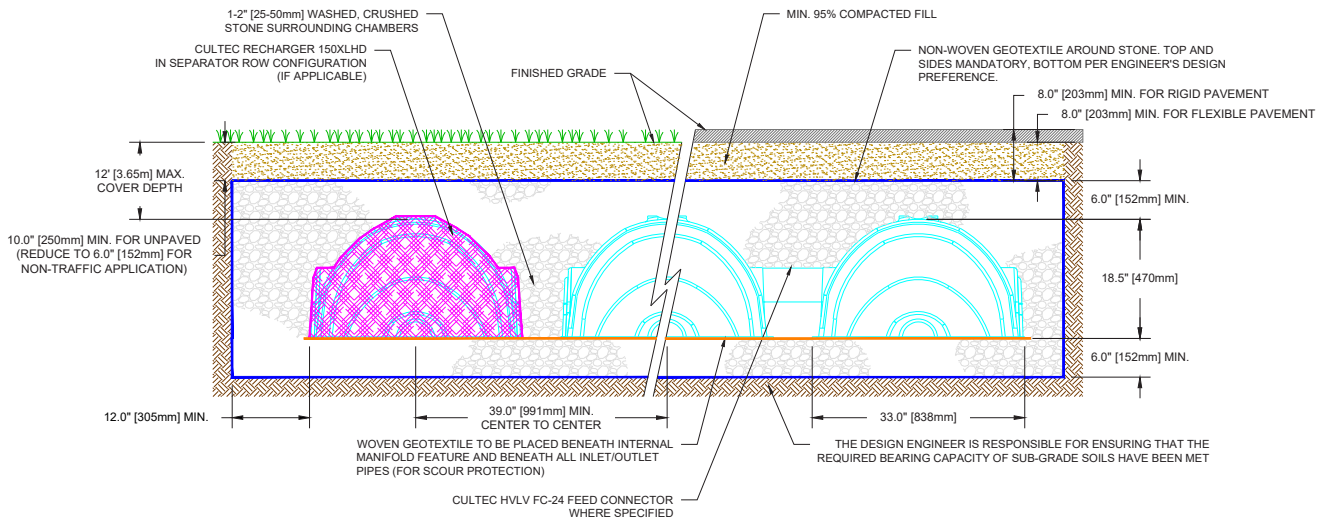 1-2" [25-50mm] WASHED, CRUSHED
STONE SURROUNDING CHAMBERS
CULTEC RECHARGER 150XLHD
IN SEPARATOR ROW CONFIGURATION
(IF APPLICABLE)
FINISHED GRADE
MIN. 95% COMPACTED FILL
NON-WOVEN GEOTEXTILE AROUND STONE. TOP AND
SIDES MANDATORY, BOTTOM PER ENGINEER'S DESIGN
PREFERENCE.
8.0" [203mm] MIN. FOR RIGID PAVEMENT
8.0" [203mm] MIN. FOR FLEXIBLE PAVEMENT
12' [3.65m] MAX.
COVER DEPTH
10.0" [250mm] MIN. FOR UNPAVED
(REDUCE TO 6.0" [152mm] FOR
NON-TRAFFIC APPLICATION)
6.0" [152mm] MIN.
18.5" [470mm]
6.0" [152mm] MIN.
12.0" [305mm] MIN.
39.0" [991mm] MIN.
CENTER TO CENTER
33.0" [838mm]
WOVEN GEOTEXTILE TO BE PLACED BENEATH INTERNAL
MANIFOLD FEATURE AND BENEATH ALL INLET/OUTLET
PIPES (FOR SCOUR PROTECTION)
THE DESIGN ENGINEER IS RESPONSIBLE FOR ENSURING THAT THE
REQUIRED BEARING CAPACITY OF SUB-GRADE SOILS HAVE BEEN MET
CULTEC HVLV FC-24 FEED CONNECTOR
WHERE SPECIFIED